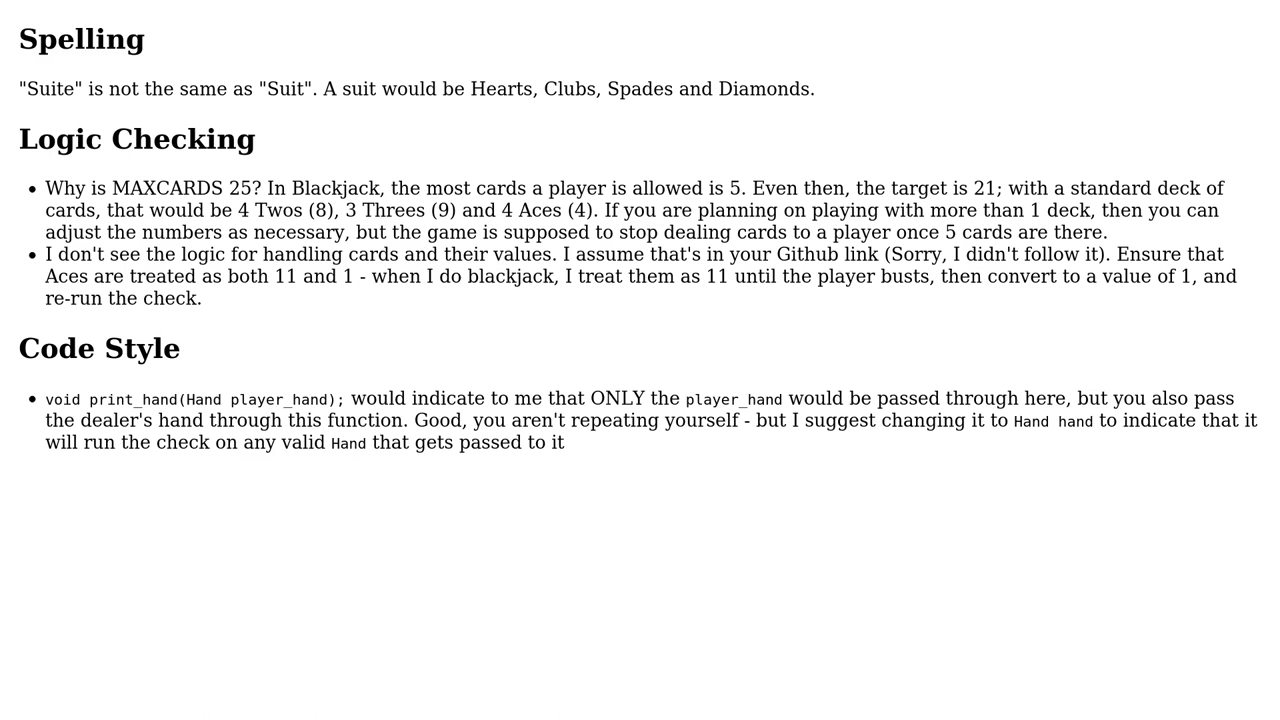 Spelling
"Suite" is not the same as "Suit". A suit would be Hearts, Clubs, Spades and Diamonds.
Logic Checking
• Why is MAXCARDS 25? In Blackjack, the most cards a player is allowed is 5. Even then, the target is 21; with a standard deck of
cards, that would be 4 Twos (8), 3 Threes (9) and 4 Aces (4). If you are planning on playing with more than 1 deck, then you can
adjust the numbers as necessary, but the game is supposed to stop dealing cards to a player once 5 cards are there.
• I don't see the logic for handling cards and their values. I assume that's in your Github link (Sorry, I didn't follow it). Ensure that
Aces are treated as both 11 and 1 - when I do blackjack, I treat them as 11 until the player busts, then convert to a value of 1, and
re-run the check.
Code Style
• void print_hand(Hand player_hand); would indicate to me that ONLY the player_hand would be passed through here, but you also pass
the dealer's hand through this function. Good, you aren't repeating yourself - but I suggest changing it to Hand hand to indicate that it
will run the check on any valid Hand that gets passed to it